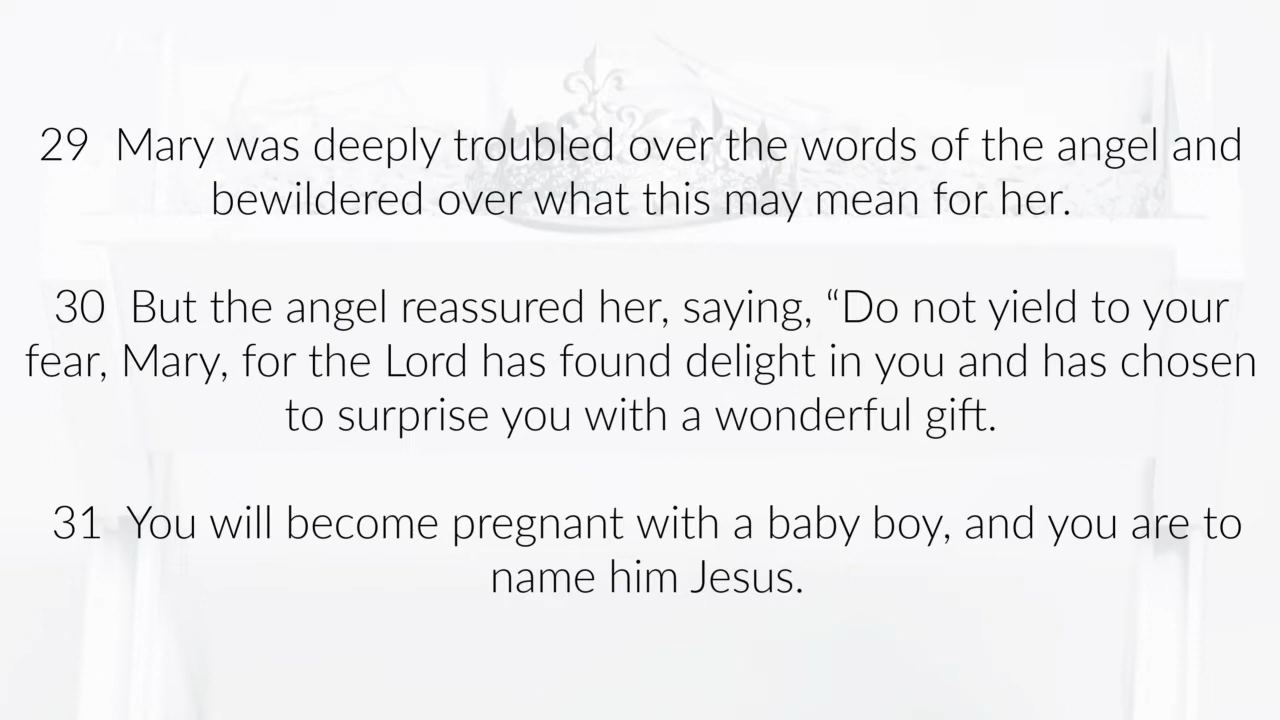 29  Mary was deeply troubled over the words of the angel and
bewildered over what this may mean for her.
30  But the angel reassured her, saying, “Do not yield to your
fear, Mary, for the Lord has found delight in you and has chosen
to surprise you with a wonderful gift.
31  You will become pregnant with a baby boy, and you are to
name him Jesus.